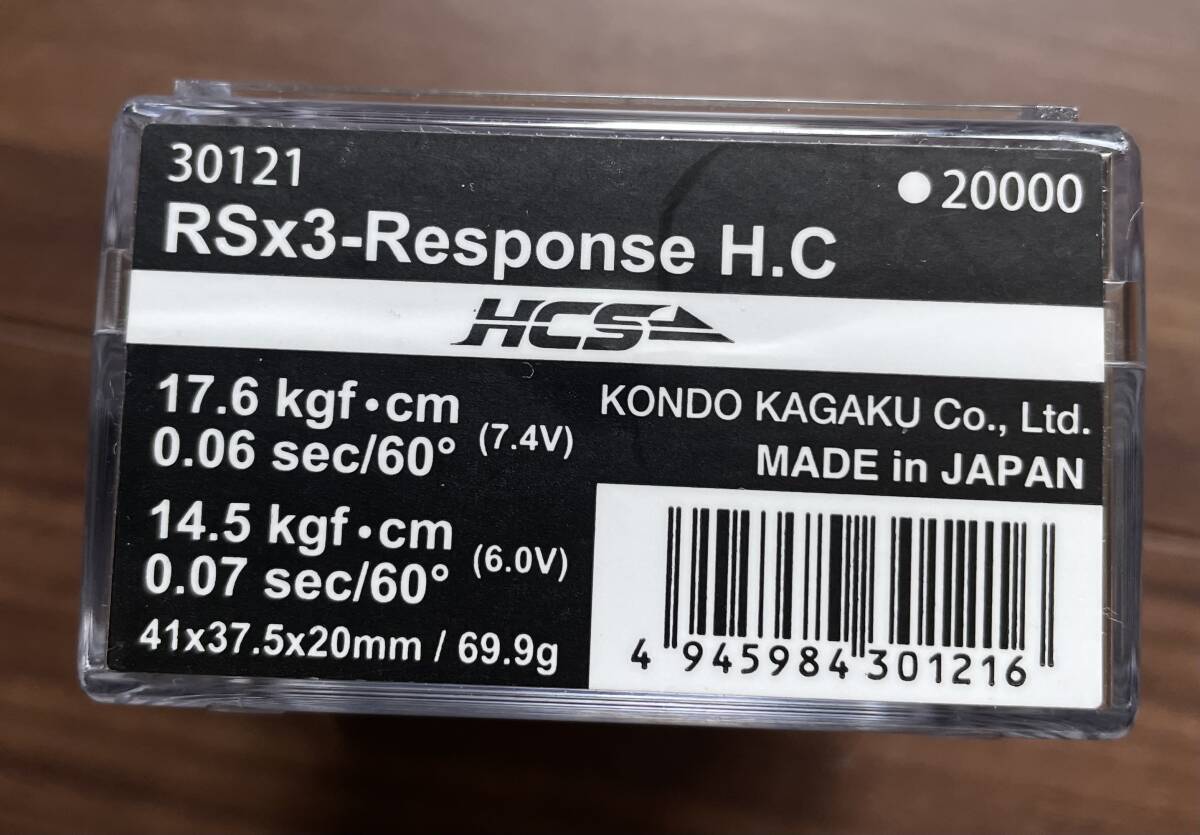 30121
●20000
RSx3-Response H.C
HCS
17.6 kgf•cm
0.06 sec/60°
(7.4V)
KONDO KAGAKU Co., Ltd.
MADE in JAPAN
14.5 kgf•cm
0.07 sec/60°
(6.0V)
41x37.5x20mm / 69.9g
4 945984 301216